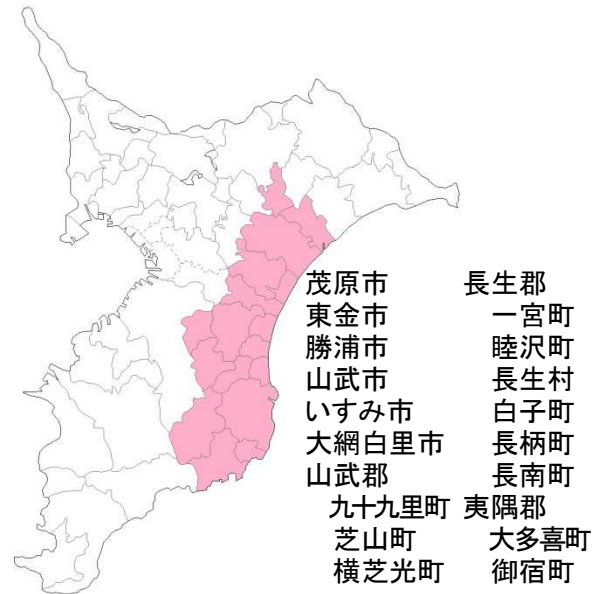 茂原市
東金市
勝浦市
山武市
いすみ市
大網白里市
山武郡
九十九里町
芝山町
横芝光町
長生郡
一宮町
睦沢町
長生村
白子町
長柄町
長南町
夷隅郡
大多喜町
御宿町